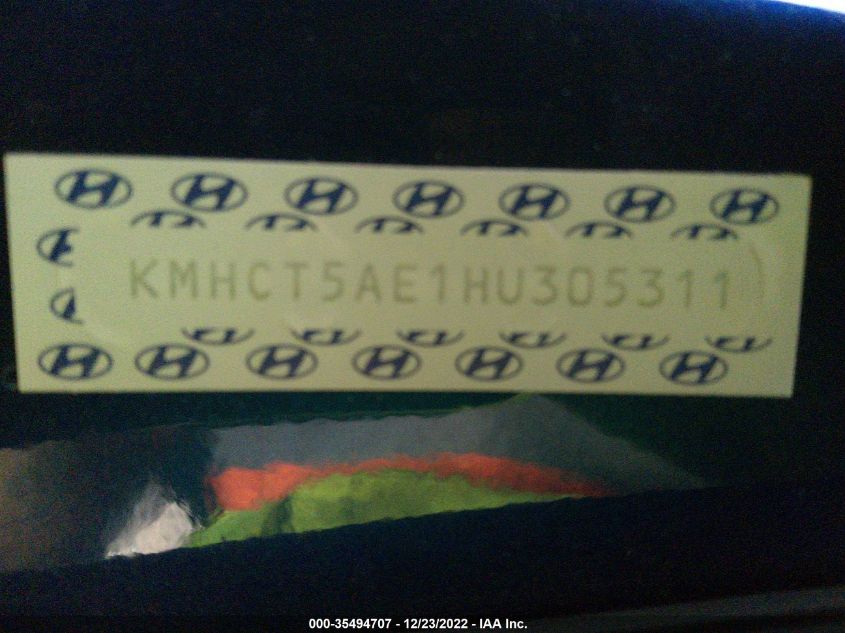 KMHCT5AE1HU305311
000-35494707 - 12/23/2022 - IAA Inc.